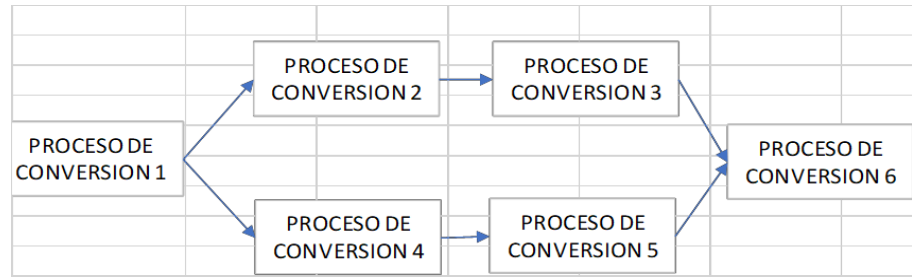 PROCESO DE
CONVERSION 1
PROCESO DE
CONVERSION 2
PROCESO DE
CONVERSION 3
PROCESO DE
CONVERSION 4
PROCESO DE
CONVERSION 5
PROCESO DE
CONVERSION 6